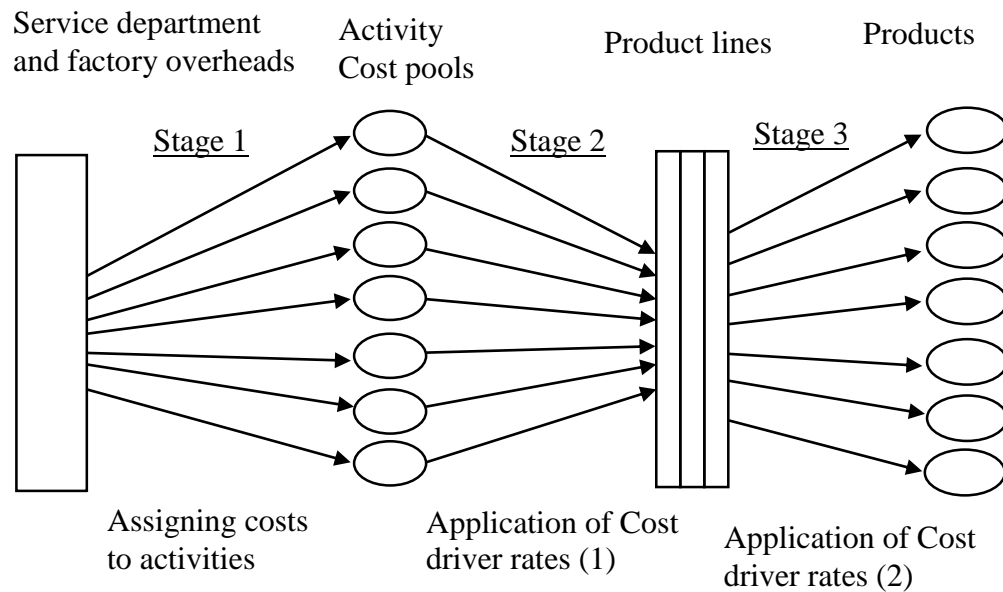 Service department
and factory overheads
Activity
Cost pools
Product lines
Products
Stage 1
Stage 2
Stage 3
Assigning costs
to activities
Application of Cost
driver rates (1)
Application of Cost
driver rates (2)